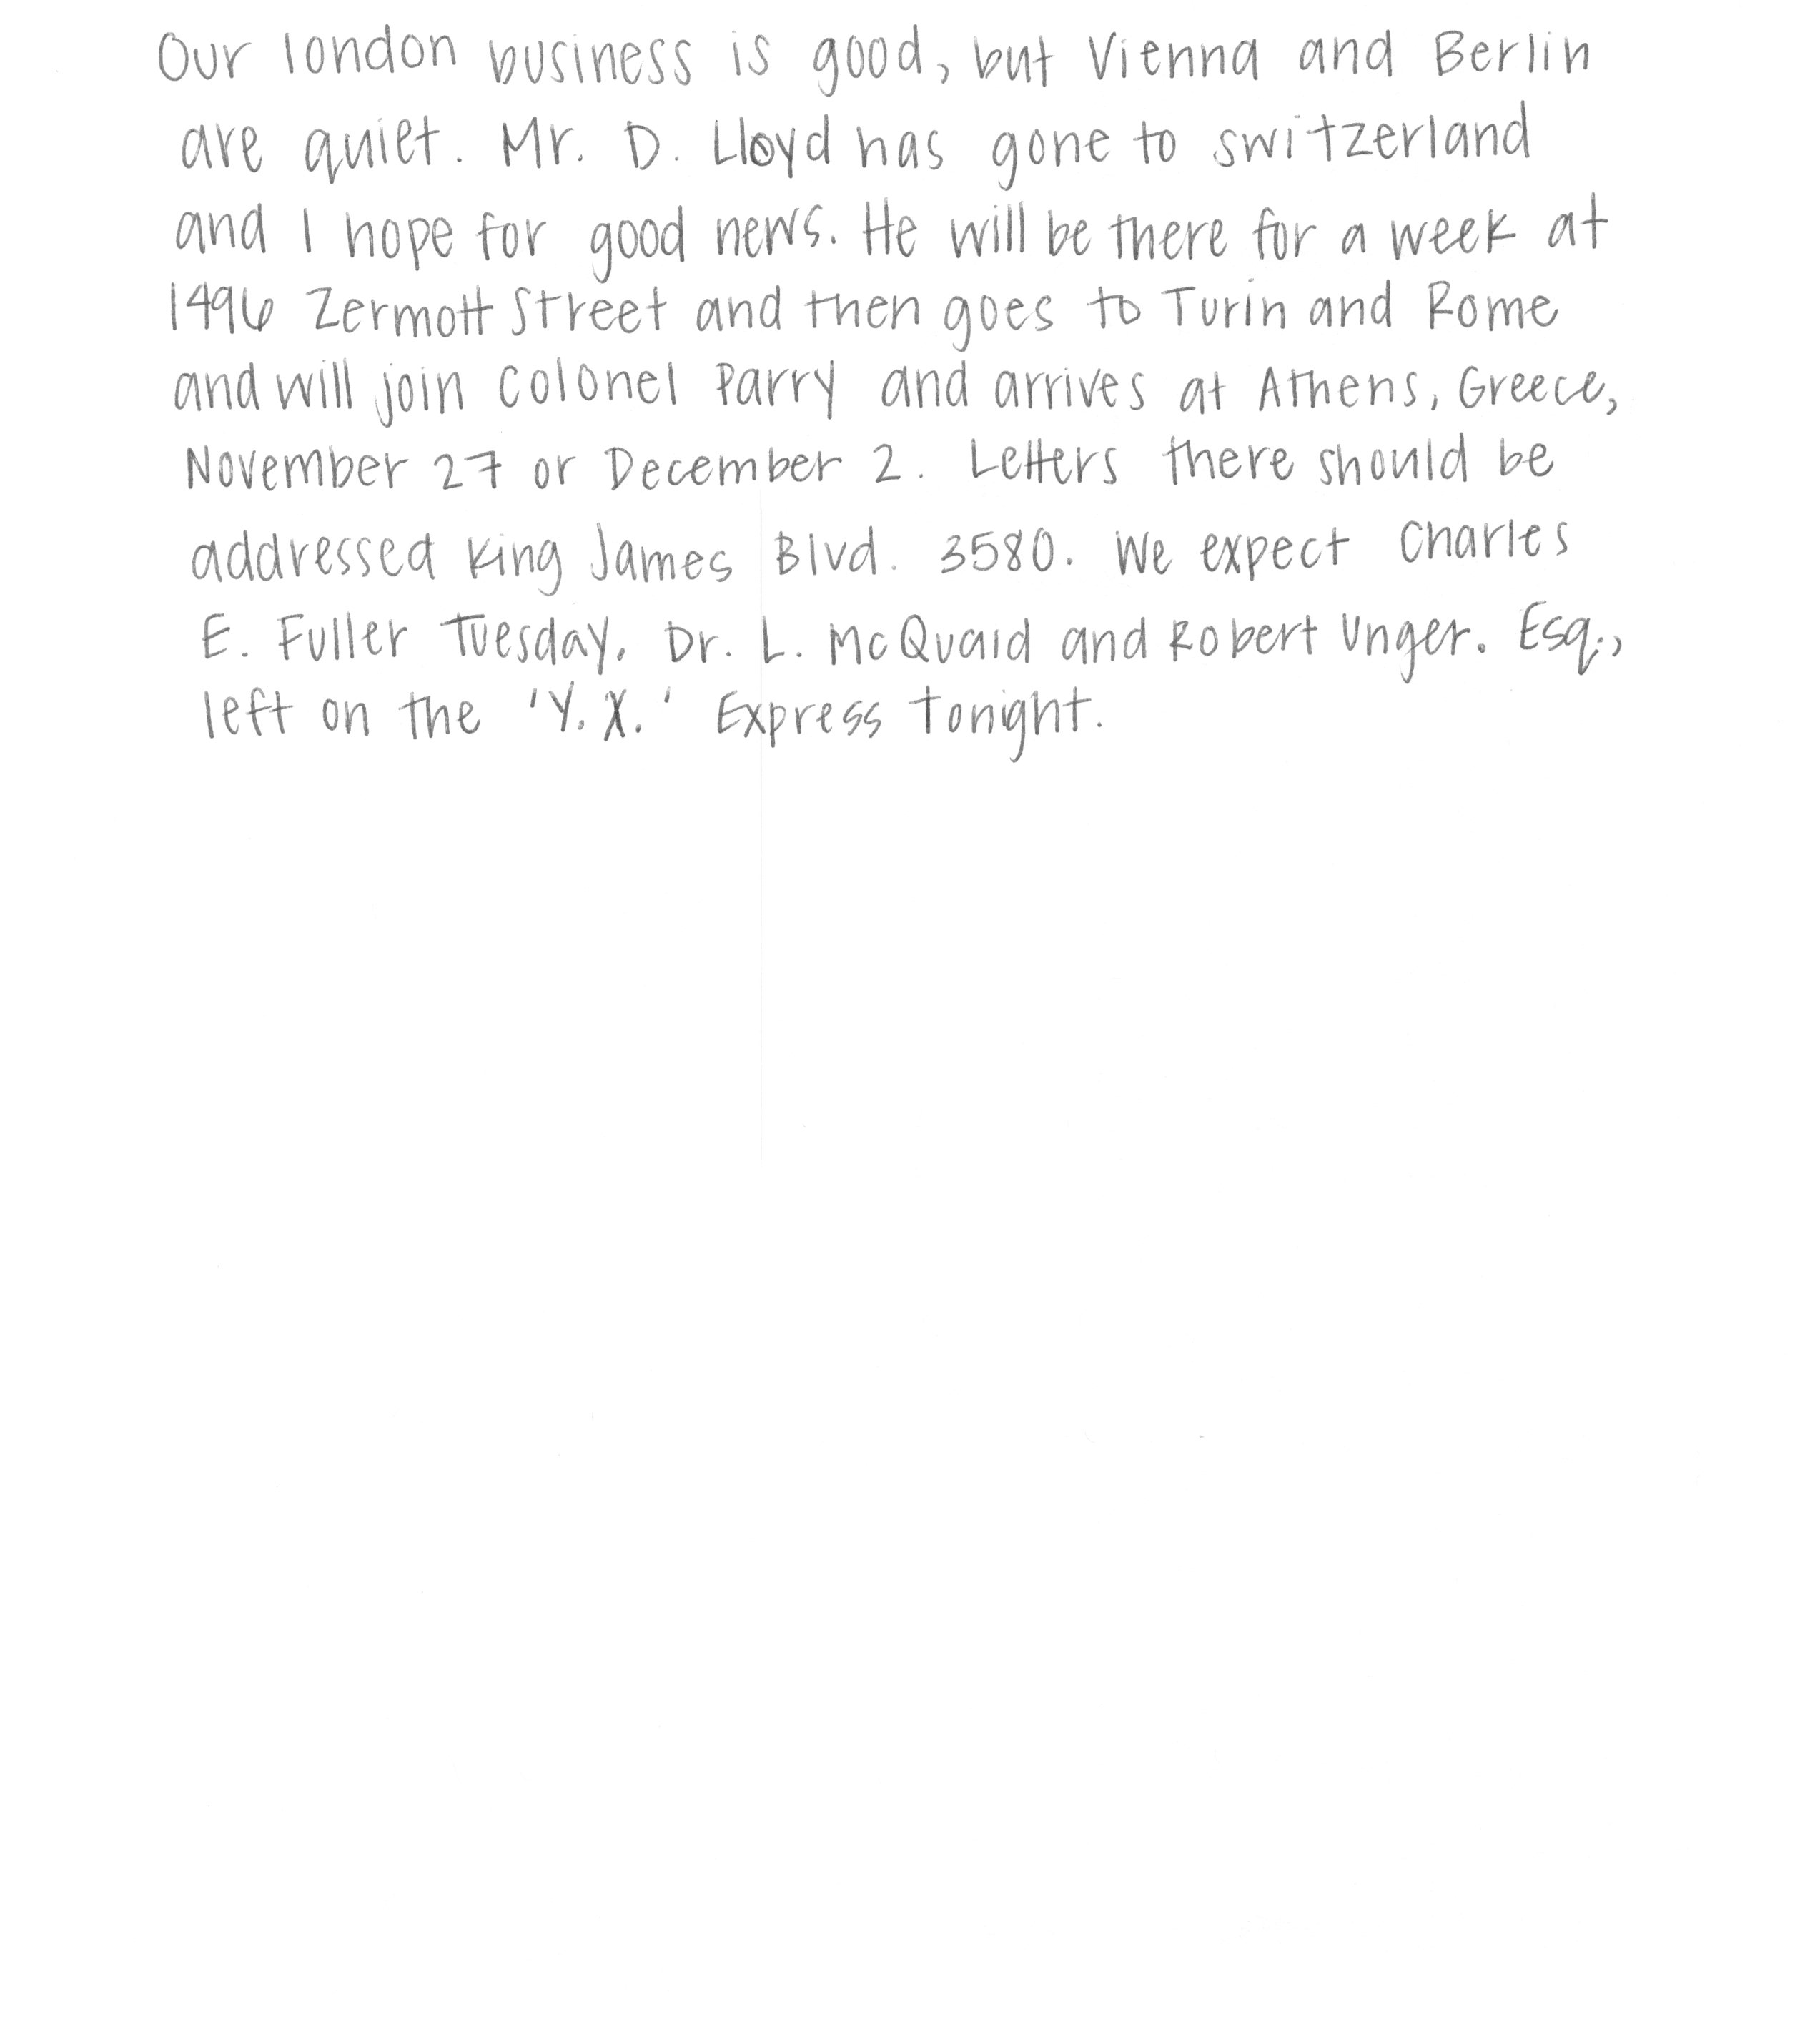 Our london business is good, but Vienna and Berlin
are quiet. Mr. D. Lloyd has gone to switzerland
and I hope for good news. He will be there for a week at
1496 Zermott Street and then goes to Turin and Rome
and will join colonel Parry and arrives at Athens, Greece,
November 27 or December 2. Letters there should be
addressed King James Blvd. 3580. We expect Charles
E. Fuller Tuesday. Dr. L. McQuaid and Robert Unger. Esq.,
left on the 'Y.X.' Express Tonight.